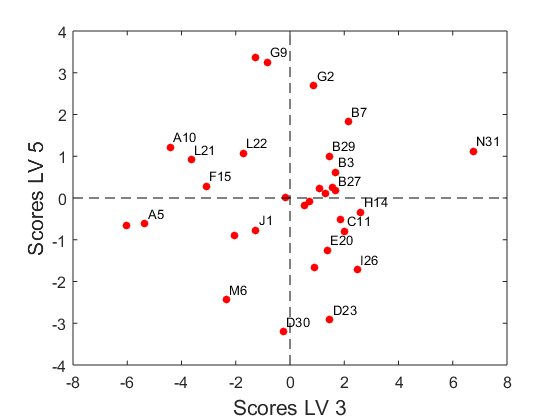 4
G9
3
G2
2
B7
A10
L21
L22
B29
N31
1
B3
F15
B27
0
H14
A5
J1
C11
-1
E20
I26
-2
M6
D30
D23
-3
-4
-8 -6 -4 -2 0 2 4 6 8
Scores LV 3
Scores LV 5